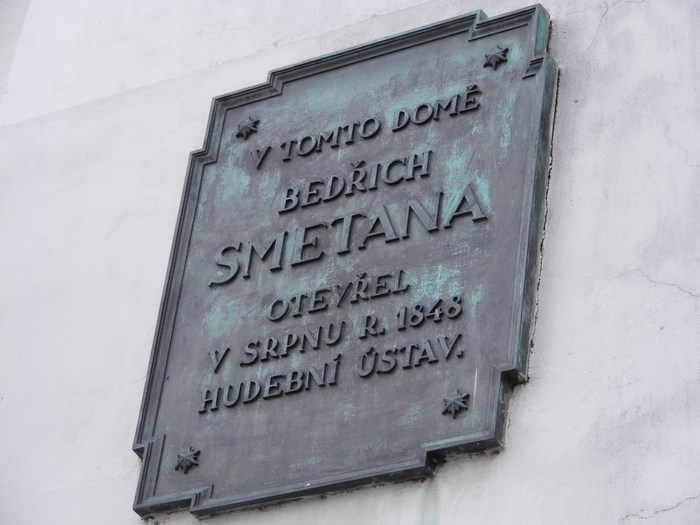 V TOMTO DOMĚ
BEDŘICH
SMETANA
OTEVŘEL
V SRPNU R. 1848
HUDEBNÍ ÚSTAV.